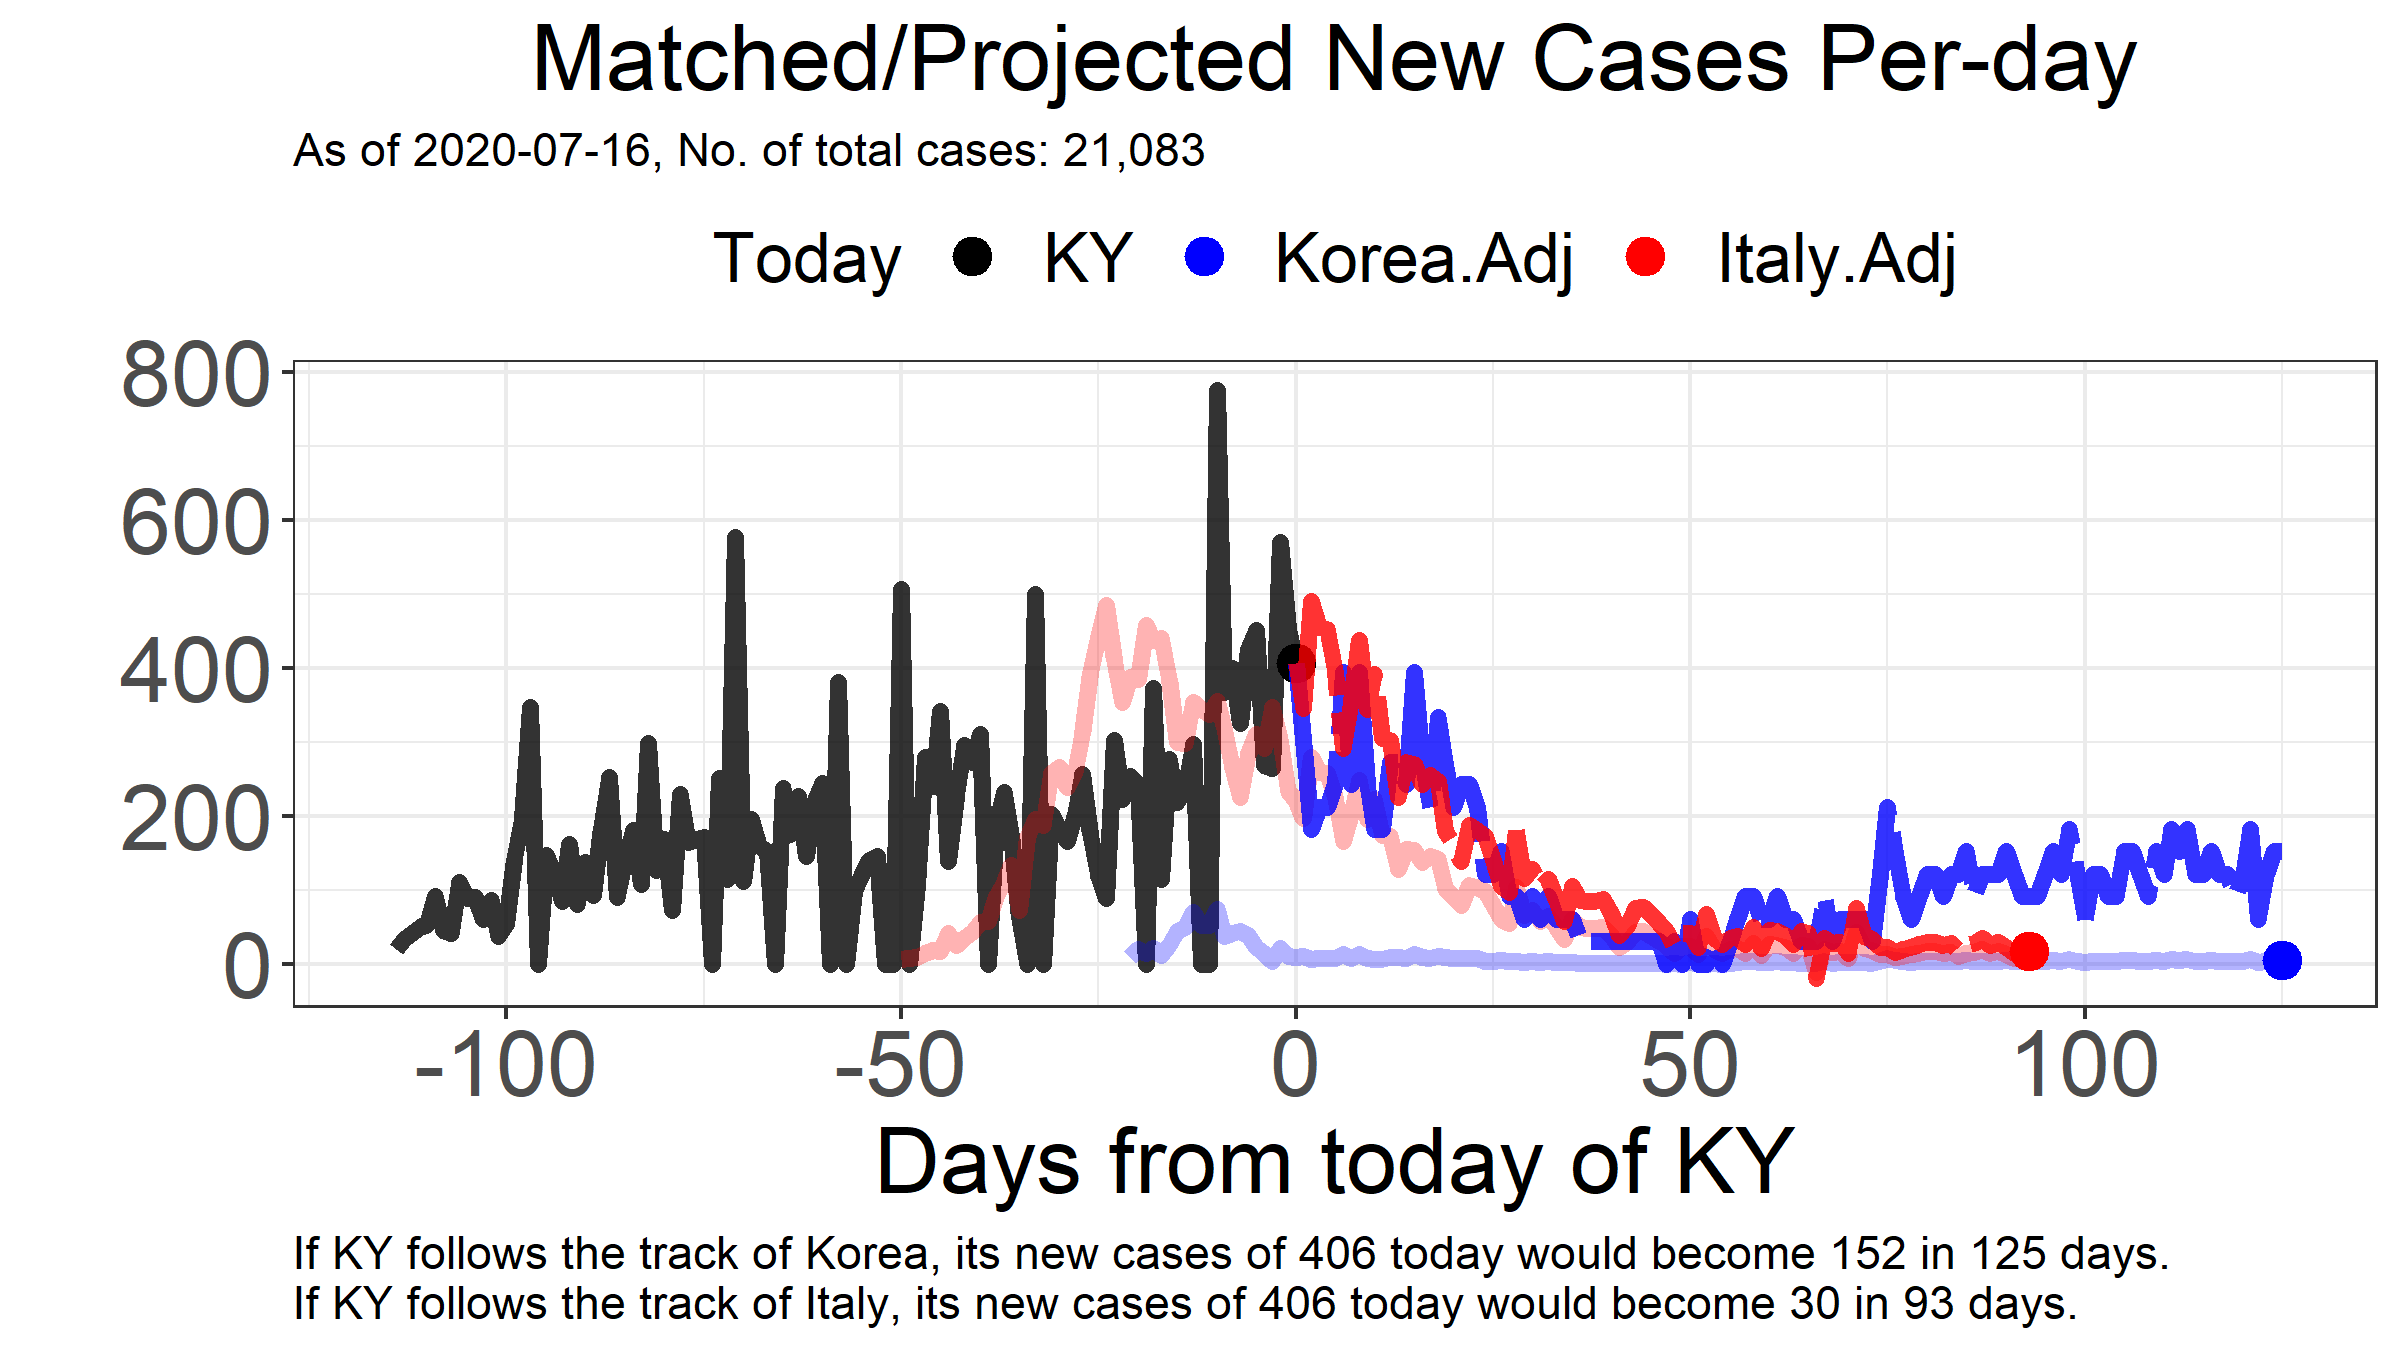 Matched/Projected New Cases Per-day
As of 2020-07-16, No. of total cases: 21,083
Today KY Korea.Adj Italy.Adj
800
600
400
200
0
-100 -50 0 50 100
Days from today of KY
If KY follows the track of Korea, its new cases of 406 today would become 152 in 125 days.
If KY follows the track of Italy, its new cases of 406 today would become 30 in 93 days.